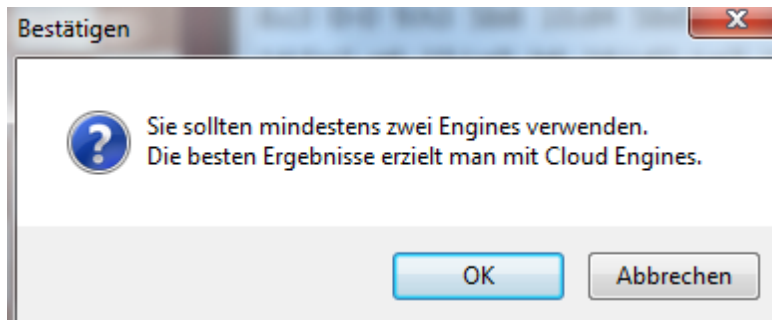 Bestätigen
Sie sollten mindestens zwei Engines verwenden.
Die besten Ergebnisse erzielt man mit Cloud Engines.
OK
Abbrechen